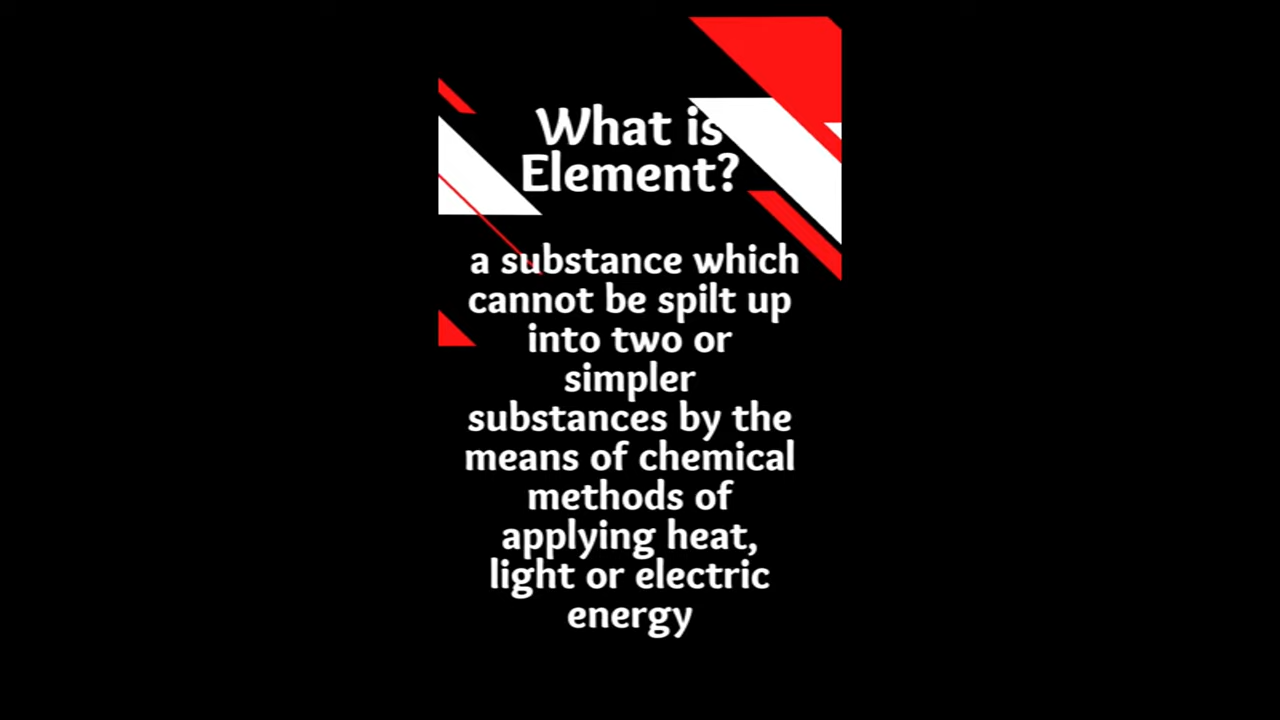 What is
Element?
a substance which
cannot be spilt up
into two or
simpler
substances by the
means of chemical
methods of
applying heat,
light or electric
energy